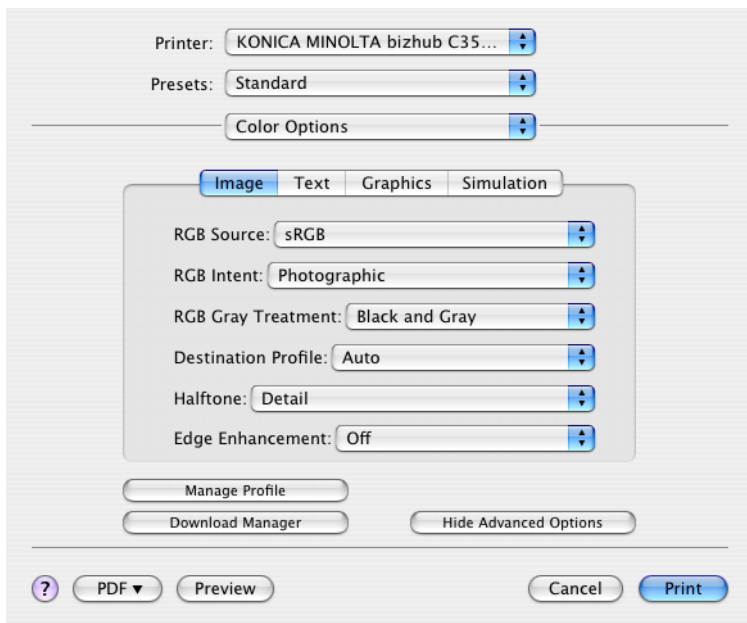 Printer: KONICA MINOLTA bizhub C35...
Presets: Standard
Color Options
Image Text Graphics Simulation
RGB Source: sRGB
RGB Intent: Photographic
RGB Gray Treatment: Black and Gray
Destination Profile: Auto
Halftone: Detail
Edge Enhancement: Off
Manage Profile
Download Manager Hide Advanced Options
? PDF ▼ Preview Cancel Print